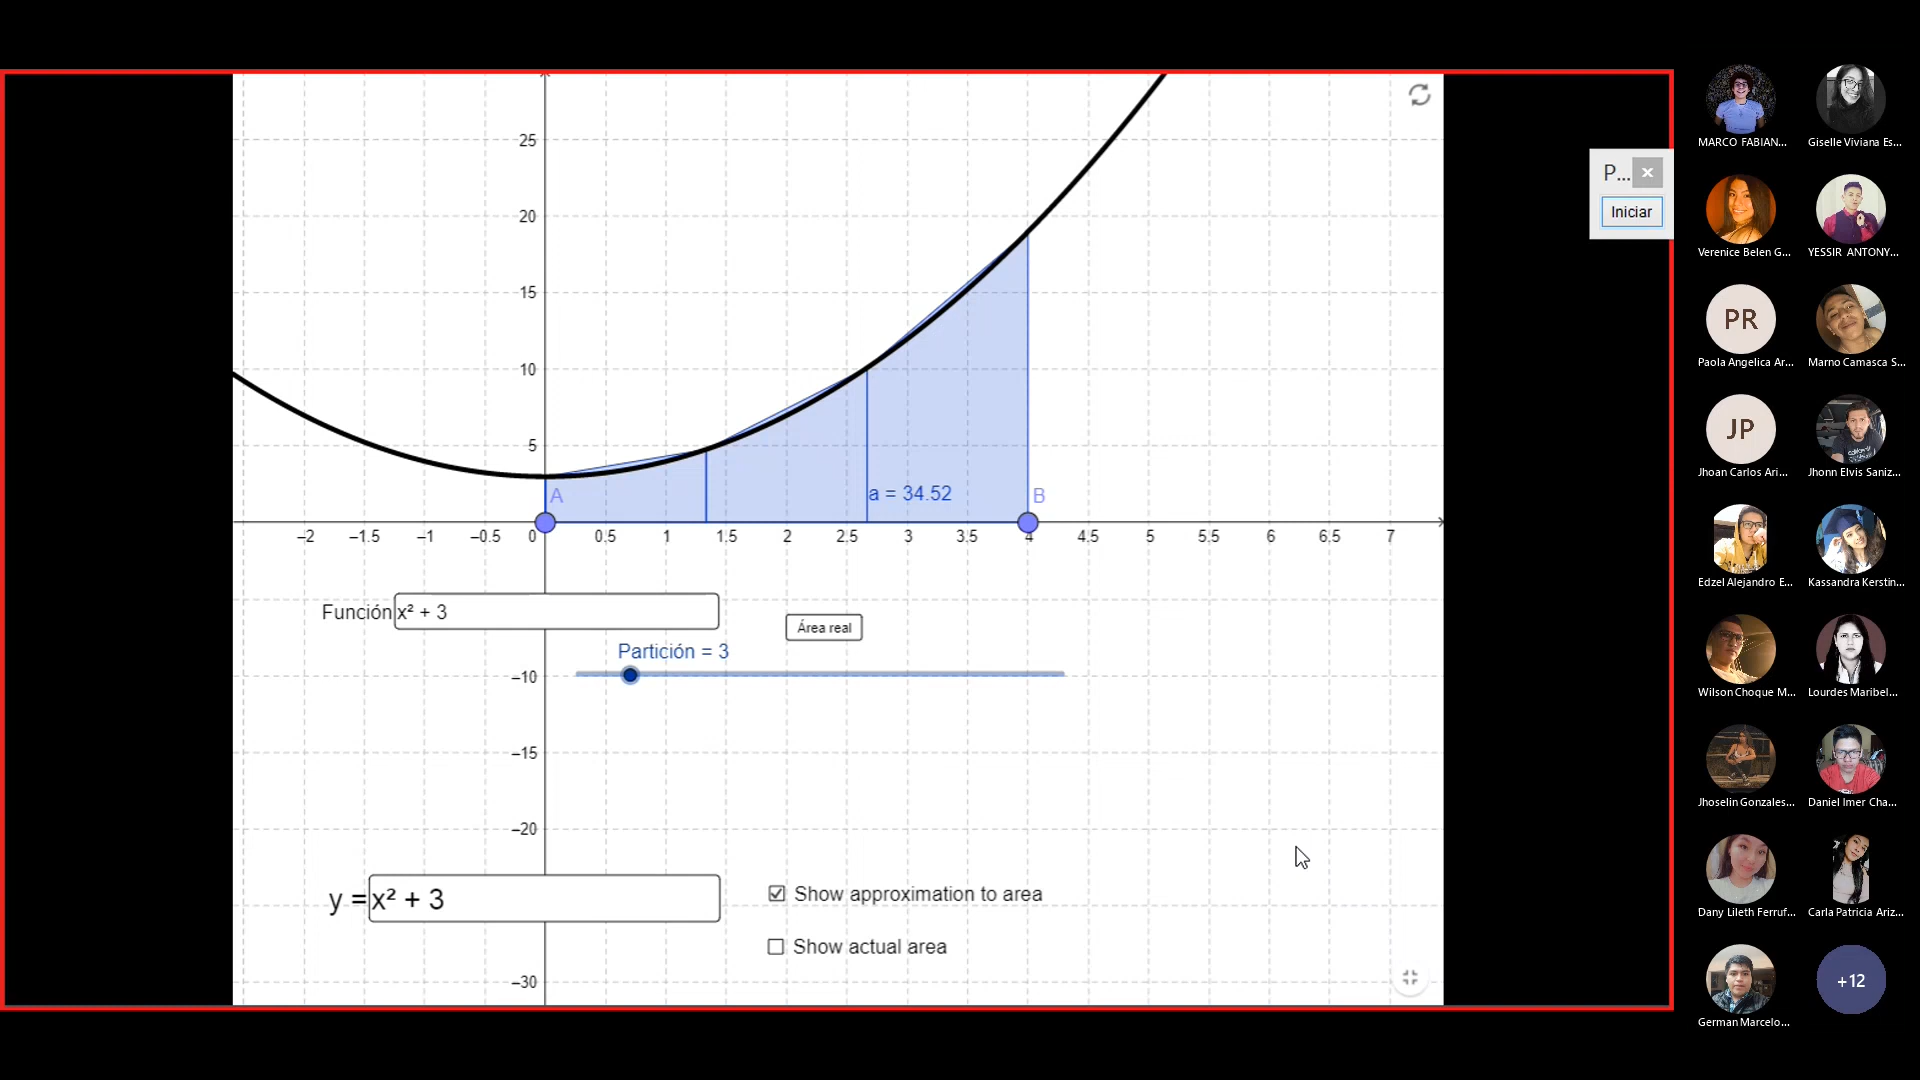 25
20
15
10
5
A
a = 34.52
B
–2 –1.5 –1 –0.5 0 0.5 1 1.5 2 2.5 3 3.5 4 4.5 5 5.5 6 6.5 7
Función x² + 3
Área real
Partición = 3
–10
–15
–20
y = x² + 3
Show approximation to area
Show actual area
–30
P...
Iniciar
MARCO FABIAN... Giselle Viviana Es...
Verenice Belen G... YESSIR ANTONY...
PR
Paola Angelica Ar... Marno Camasca S...
JP
Jhoan Carlos Ari... Jhonn Elvis Saniz...
Edzel Alejandro E... Kassandra Kerstin...
Wilson Choque M... Lourdes Maribel...
Jhoselin Gonzales... Daniel Imer Cha...
Dany Lileth Ferruf... Carla Patricia Ariz...
+12
German Marcelo...